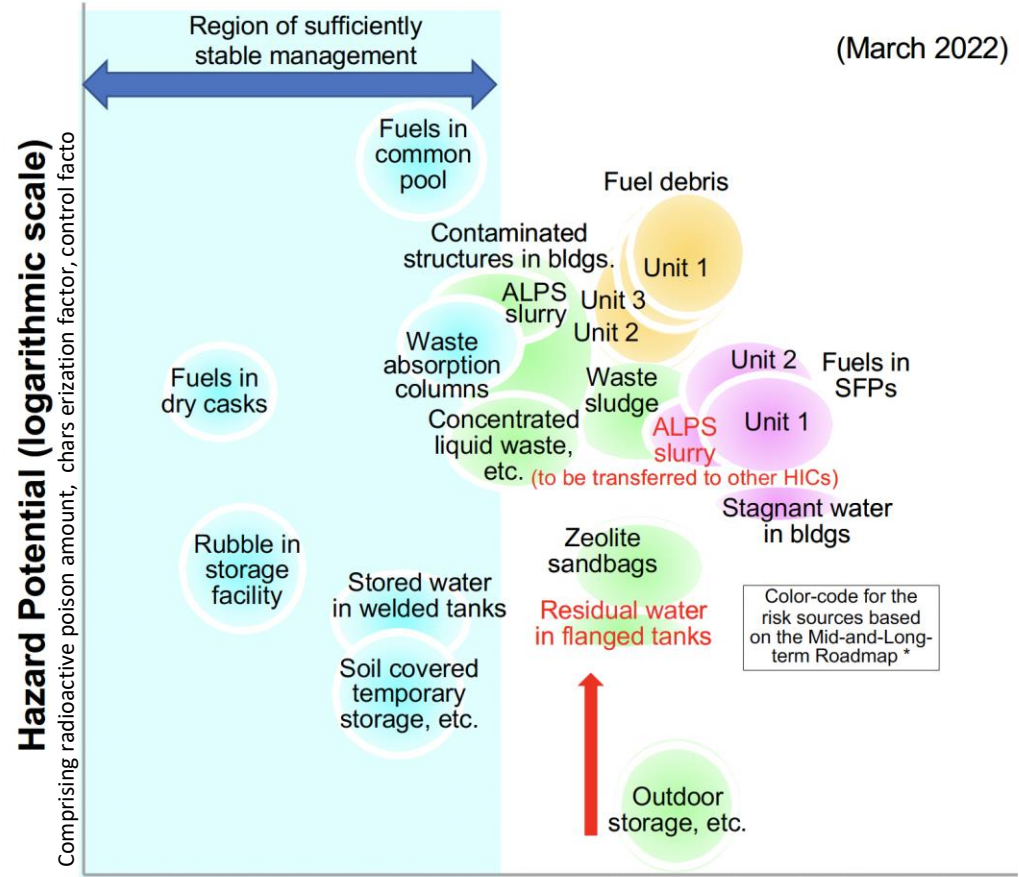 Region of sufficiently
stable management
(March 2022)
Hazard Potential (logarithmic scale)
Comprising radioactive poison amount, chars erization factor, control facto
Fuels in
common
pool
Fuel debris
Unit 1
Unit 3
Unit 2
Contaminated
structures in bldgs.
ALPS
slurry
Waste
absorption
columns
Fuels in
dry casks
Waste
sludge
Unit 2
Fuels in
SFPs
Unit 1
ALPS
slurry
(to be transferred to other HICs)
Concentrated
liquid waste,
etc.
Stagnant water
in bldgs
Rubble in
storage
facility
Zeolite
sandbags
Stored water
in welded tanks
Residual water
in flanged tanks
Color-code for the
risk sources based
on the Mid-and-Long-
term Roadmap *
Soil covered
temporary
storage, etc.
Outdoor
storage, etc.